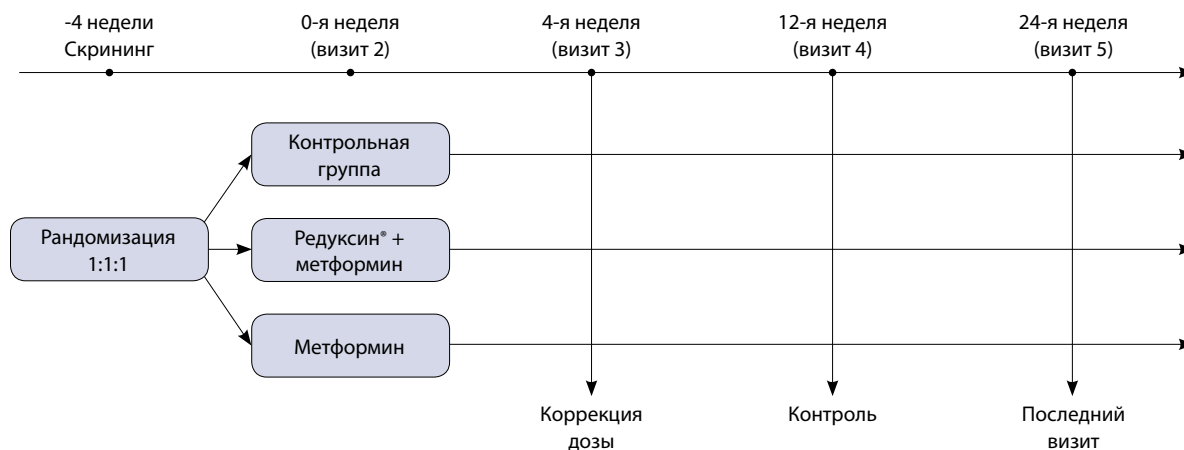 -4 недели
Скрининг
0-я неделя
(визит 2)
4-я неделя
(визит 3)
12-я неделя
(визит 4)
24-я неделя
(визит 5)
Контрольная
группа
Рандомизация
1:1:1
Редуксин® +
метформин
Метформин
Коррекция
дозы
Контроль
Последний
визит